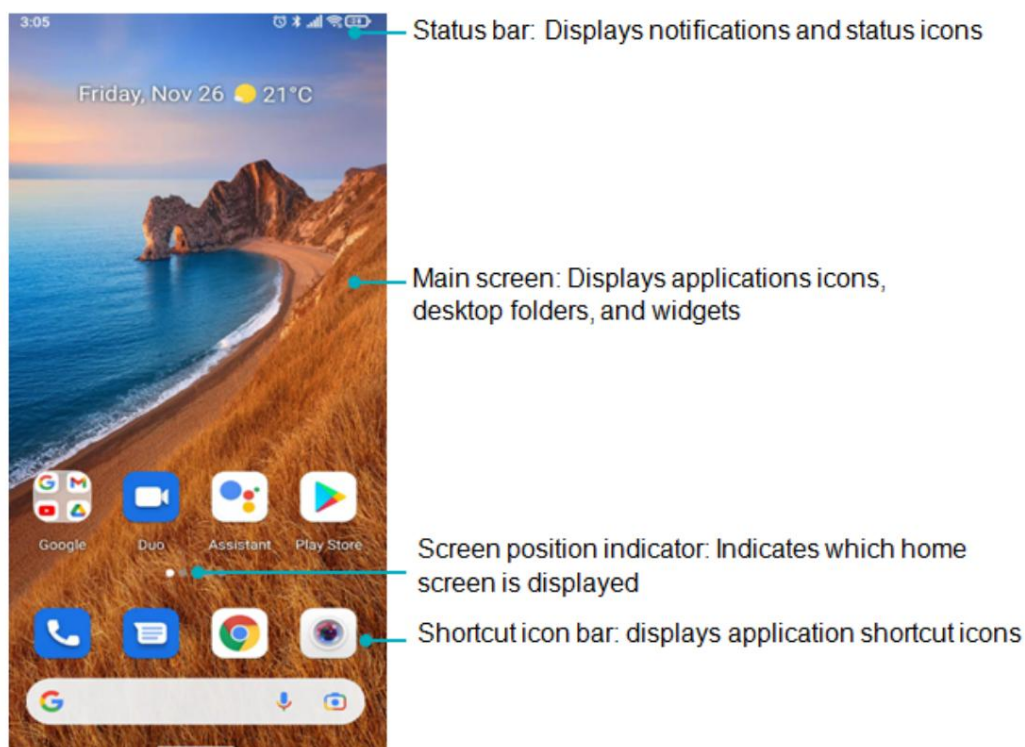 3:05
Status bar: Displays notifications and status icons
Friday, Nov 26 21°C
Main screen: Displays applications icons,
desktop folders, and widgets
Google Duo Assistant Play Store
Screen position indicator: Indicates which home
screen is displayed
Shortcut icon bar: displays application shortcut icons